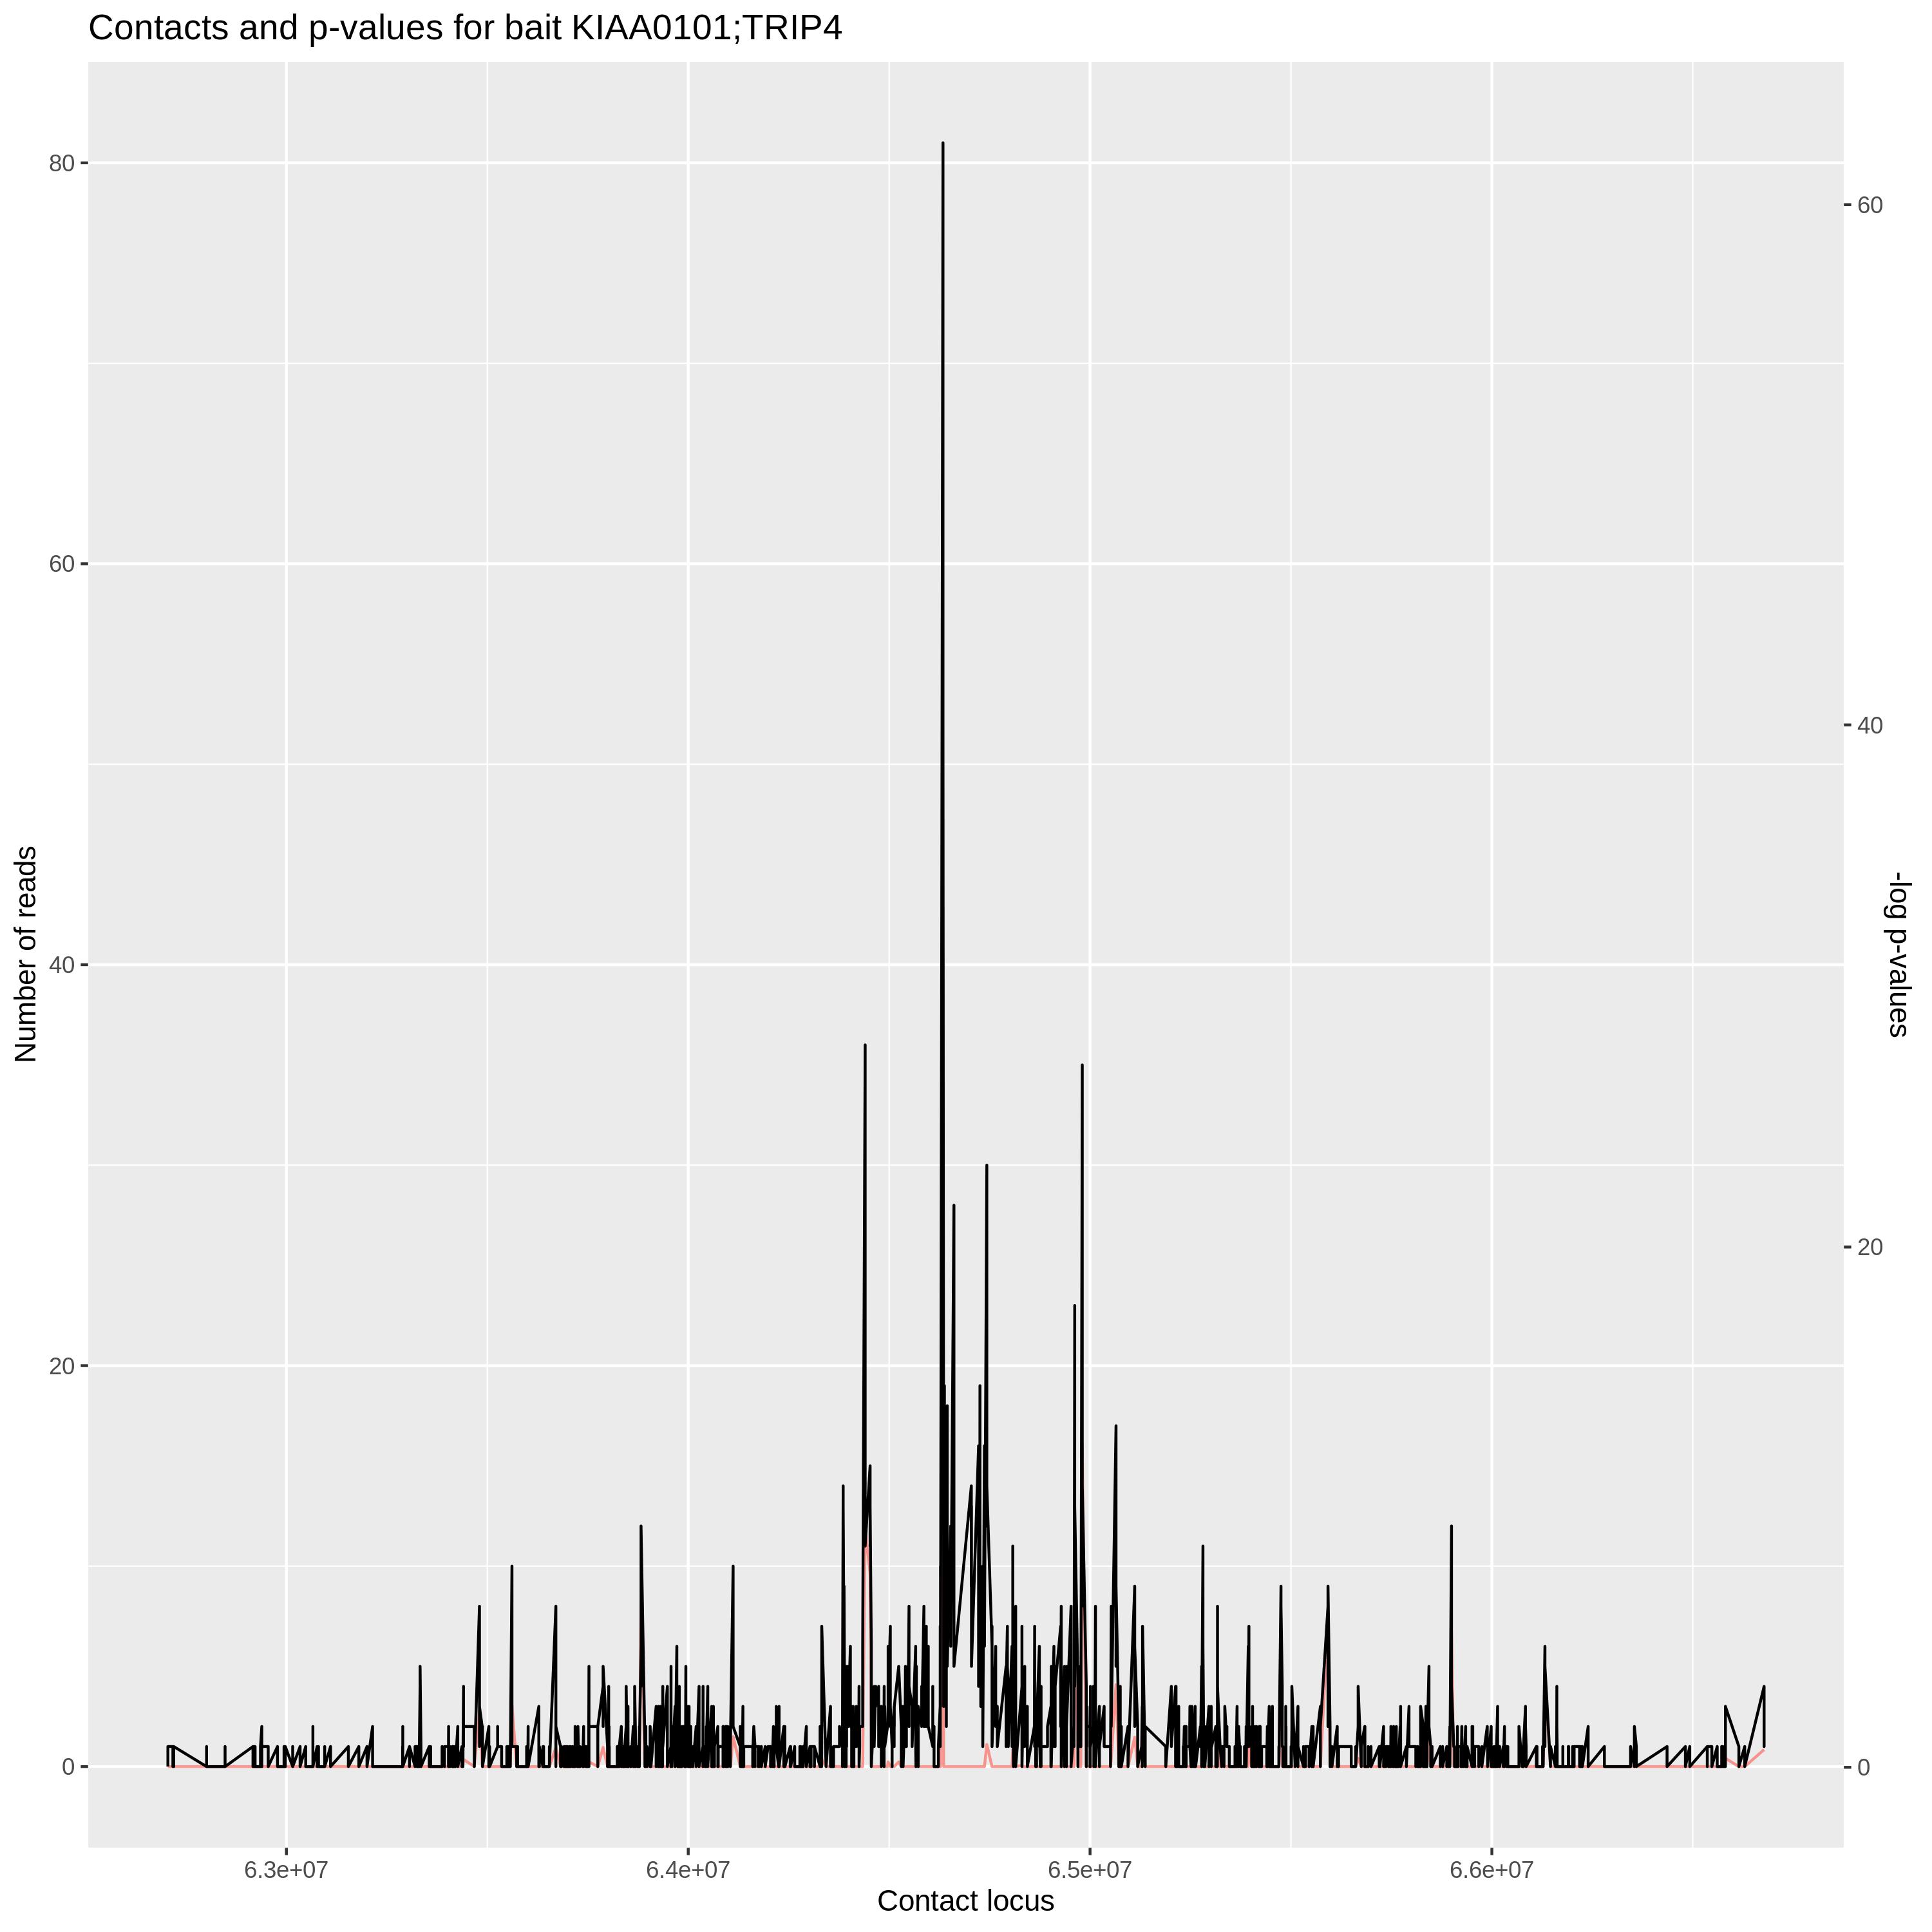 Contacts and p-values for bait KIAA0101;TRIP4
80
60
40
20
0
Number of reads
60
40
20
0
-log p-values
6.3e+07
6.4e+07
6.5e+07
6.6e+07
Contact locus